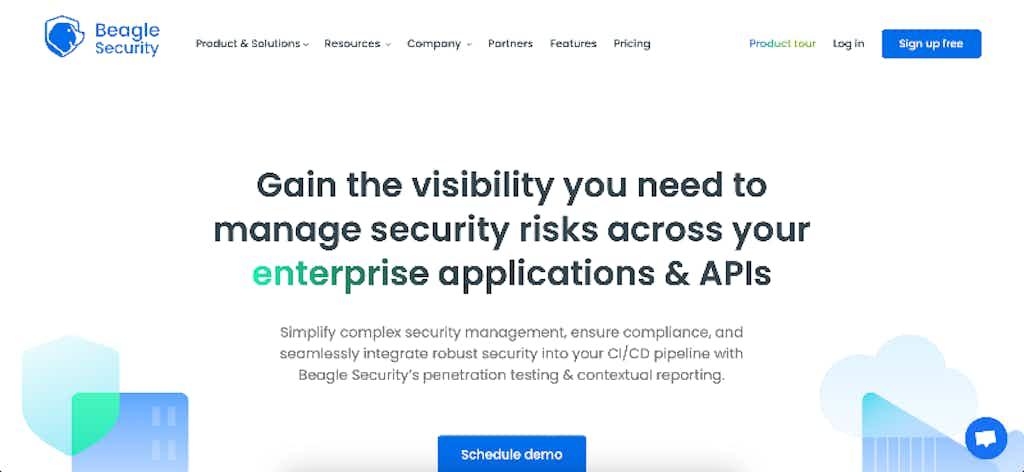 Beagle
Security
Product & Solutions
Resources
Company
Partners
Features
Pricing
Product tour
Log in
Sign up free
Gain the visibility you need to
manage security risks across your
enterprise applications & APIs
Simplify complex security management, ensure compliance, and
seamlessly integrate robust security into your CI/CD pipeline with
Beagle Security’s penetration testing & contextual reporting.
Schedule demo